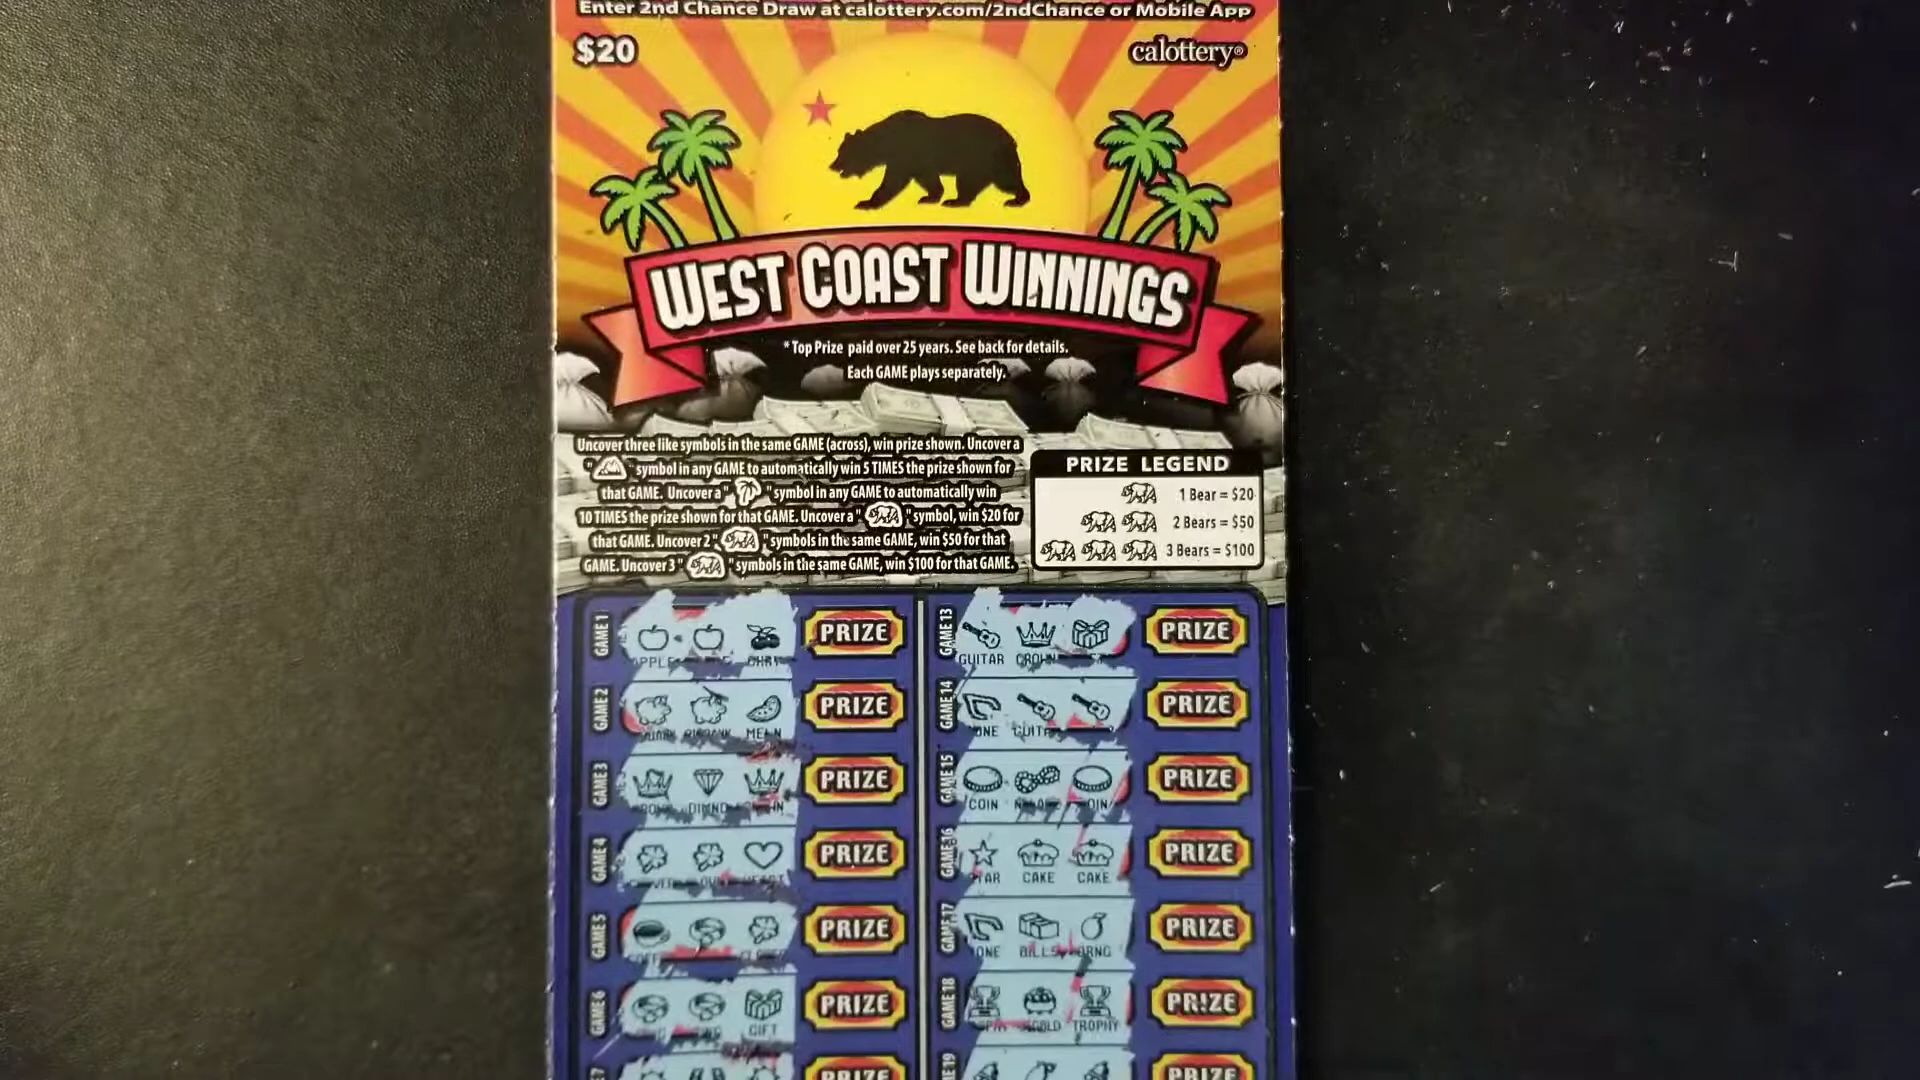 Enter 2nd Chance Draw at calottery.com/2ndChance or Mobile App
$20
calottery®
WEST COAST WINNINGS
*Top Prize paid over 25 years. See back for details.
Each GAME plays separately.
Uncover three like symbols in the same GAME (across), win prize shown. Uncover a
" " symbol in any GAME to automatically win 5 TIMES the prize shown for
that GAME. Uncover a " " symbol in any GAME to automatically win
10 TIMES the prize shown for that GAME. Uncover a " " symbol, win $20 for
that GAME. Uncover 2 " " symbols in the same GAME, win $50 for that
GAME. Uncover 3 " " symbols in the same GAME, win $100 for that GAME.
PRIZE LEGEND
1 Bear = $20
2 Bears = $50
3 Bears = $100
GAME 1
PRIZE
GAME 2
PRIZE
GAME 3
PRIZE
GAME 4
PRIZE
GAME 5
PRIZE
GAME 6
GIFT
PRIZE
PRIZE
GAME 13
GUITAR CROWN
PRIZE
GAME 14
PRIZE
GAME 15
COIN
PRIZE
GAME 16
CAKE CAKE
PRIZE
GAME 17
BILLS ORNG
PRIZE
GAME 18
GOLD TROPHY
PRIZE
PRIZE